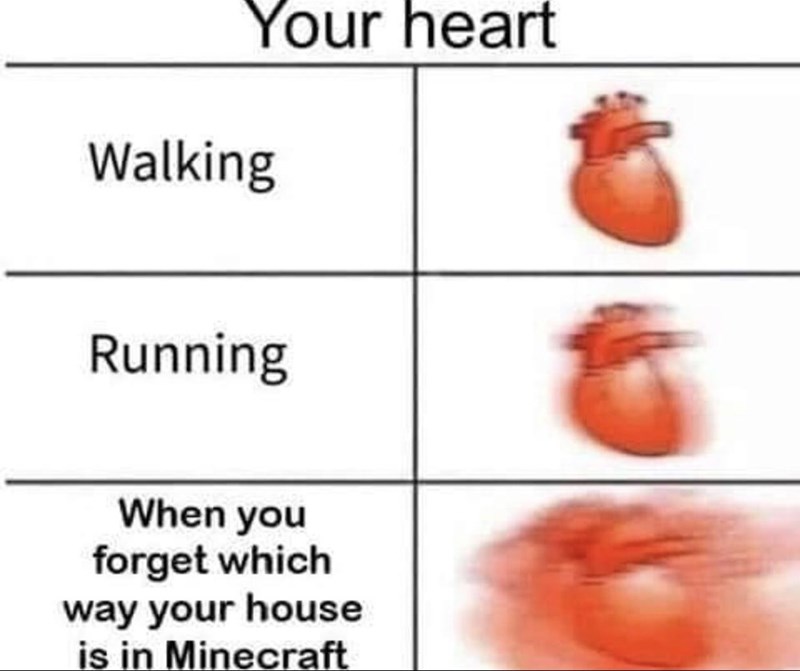 Your heart
Walking
Running
When you
forget which
way your house
is in Minecraft